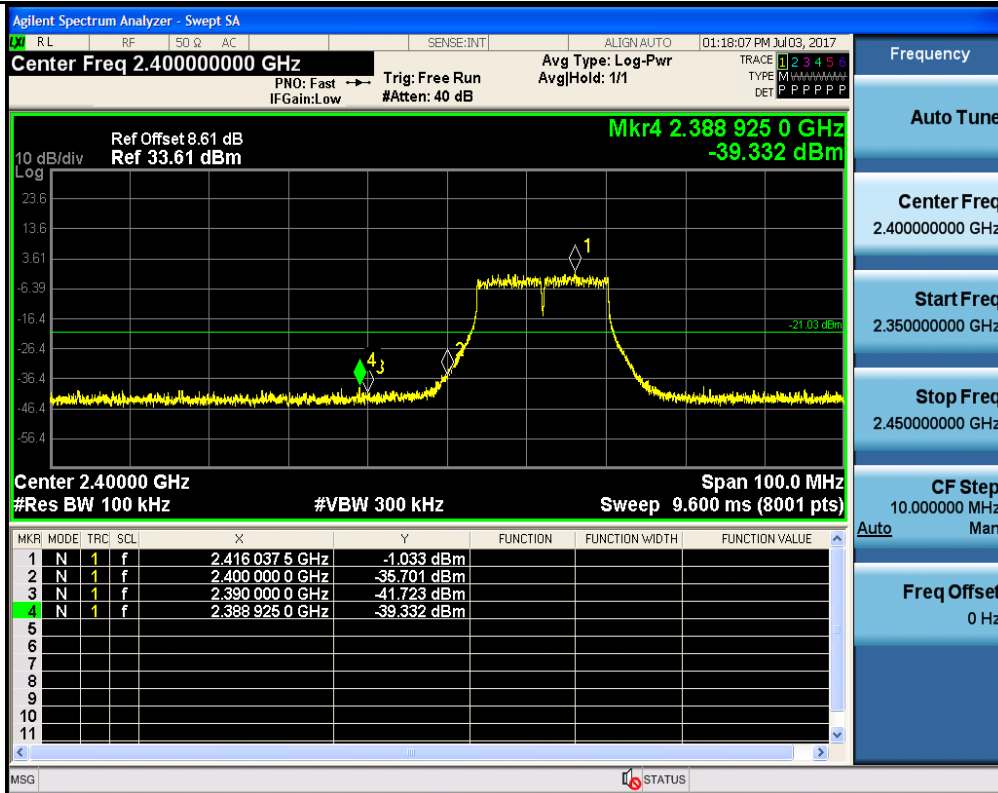 Agilent Spectrum Analyzer - Swept SA
LXI RL RF 50 Ω AC SENSE:INT ALIGN AUTO 01:18:07 PM Jul 03, 2017
Center Freq 2.400000000 GHz
PNO: Fast
IFGain:Low
Trig: Free Run
#Atten: 40 dB
Avg Type: Log-Pwr
Avg|Hold: 1/1
TRACE 1 2 3 4 5 6
TYPE M
DET P P P P P P
Ref Offset 8.61 dB
10 dB/div Ref 33.61 dBm
Log
Mkr4 2.388 925 0 GHz
-39.332 dBm
23.6
13.6
3.61
-6.39
-16.4
-26.4
-36.4
-46.4
-56.4
1
-21.03 dBm
2
4
3
Center 2.40000 GHz Span 100.0 MHz
#Res BW 100 kHz #VBW 300 kHz Sweep 9.600 ms (8001 pts)
MKR MODE TRC SCL X Y FUNCTION FUNCTION WIDTH FUNCTION VALUE
1 N 1 f 2.416 037 5 GHz -1.033 dBm
2 N 1 f 2.400 000 0 GHz -35.701 dBm
3 N 1 f 2.390 000 0 GHz -41.723 dBm
4 N 1 f 2.388 925 0 GHz -39.332 dBm
5
6
7
8
9
10
11
MSG STATUS
Frequency
Auto Tune
Center Freq
2.400000000 GHz
Start Freq
2.350000000 GHz
Stop Freq
2.450000000 GHz
CF Step
10.000000 MHz
Auto Man
Freq Offset
0 Hz